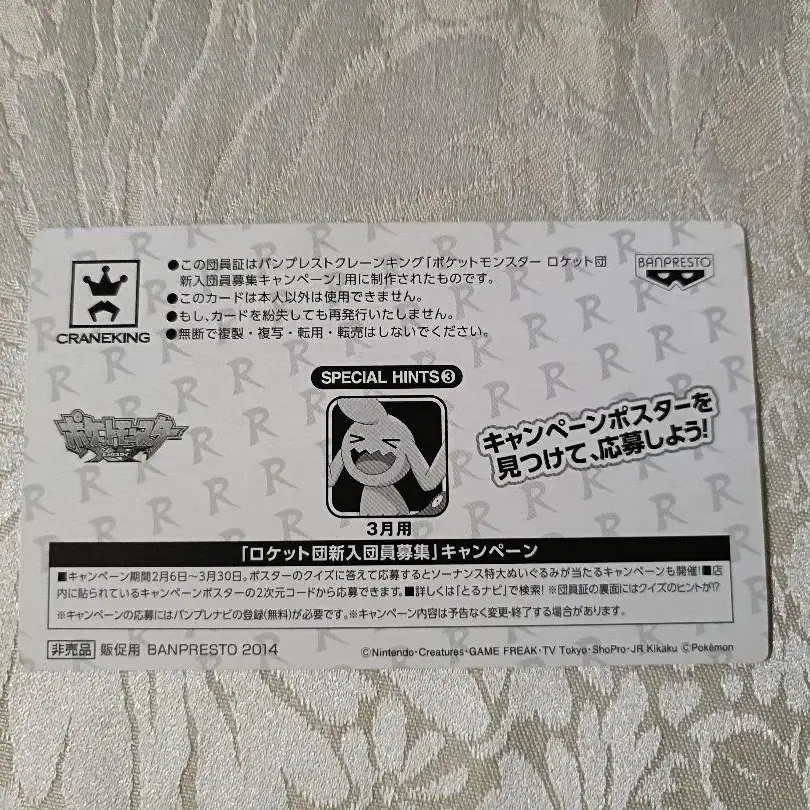 CRANEKING
●この団員証はバンプレストクレーンキング「ポケットモンスター ロケット団
新入団員募集キャンペーン」用に制作されたものです。
●このカードは本人以外は使用できません。
●もし、カードを紛失しても再発行いたしません。
●無断で複製・複写・転用・転売はしないでください。
BANPRESTO
SPECIAL HINTS③
ポケットモンスター
キャンペーンポスターを
見つけて、応募しよう!
3月用
「ロケット団新入団員募集」キャンペーン
■キャンペーン期間2月6日～3月30日。ポスターのクイズに答えて応募するとソーナンス特大ぬいぐるみが当たるキャンペーンも開催!■店
内に貼られているキャンペーンポスターの2次元コードから応募できます。■詳しくは「とるナビ」で検索! ※団員証の裏面にはクイズのヒントが!?
※キャンペーンの応募にはバンプレナビの登録(無料)が必要です。※キャンペーン内容は予告なく変更・終了する場合があります。
非売品 販促用 BANPRESTO 2014
©Nintendo・Creatures・GAME FREAK・TV Tokyo・ShoPro・JR Kikaku ©Pokémon